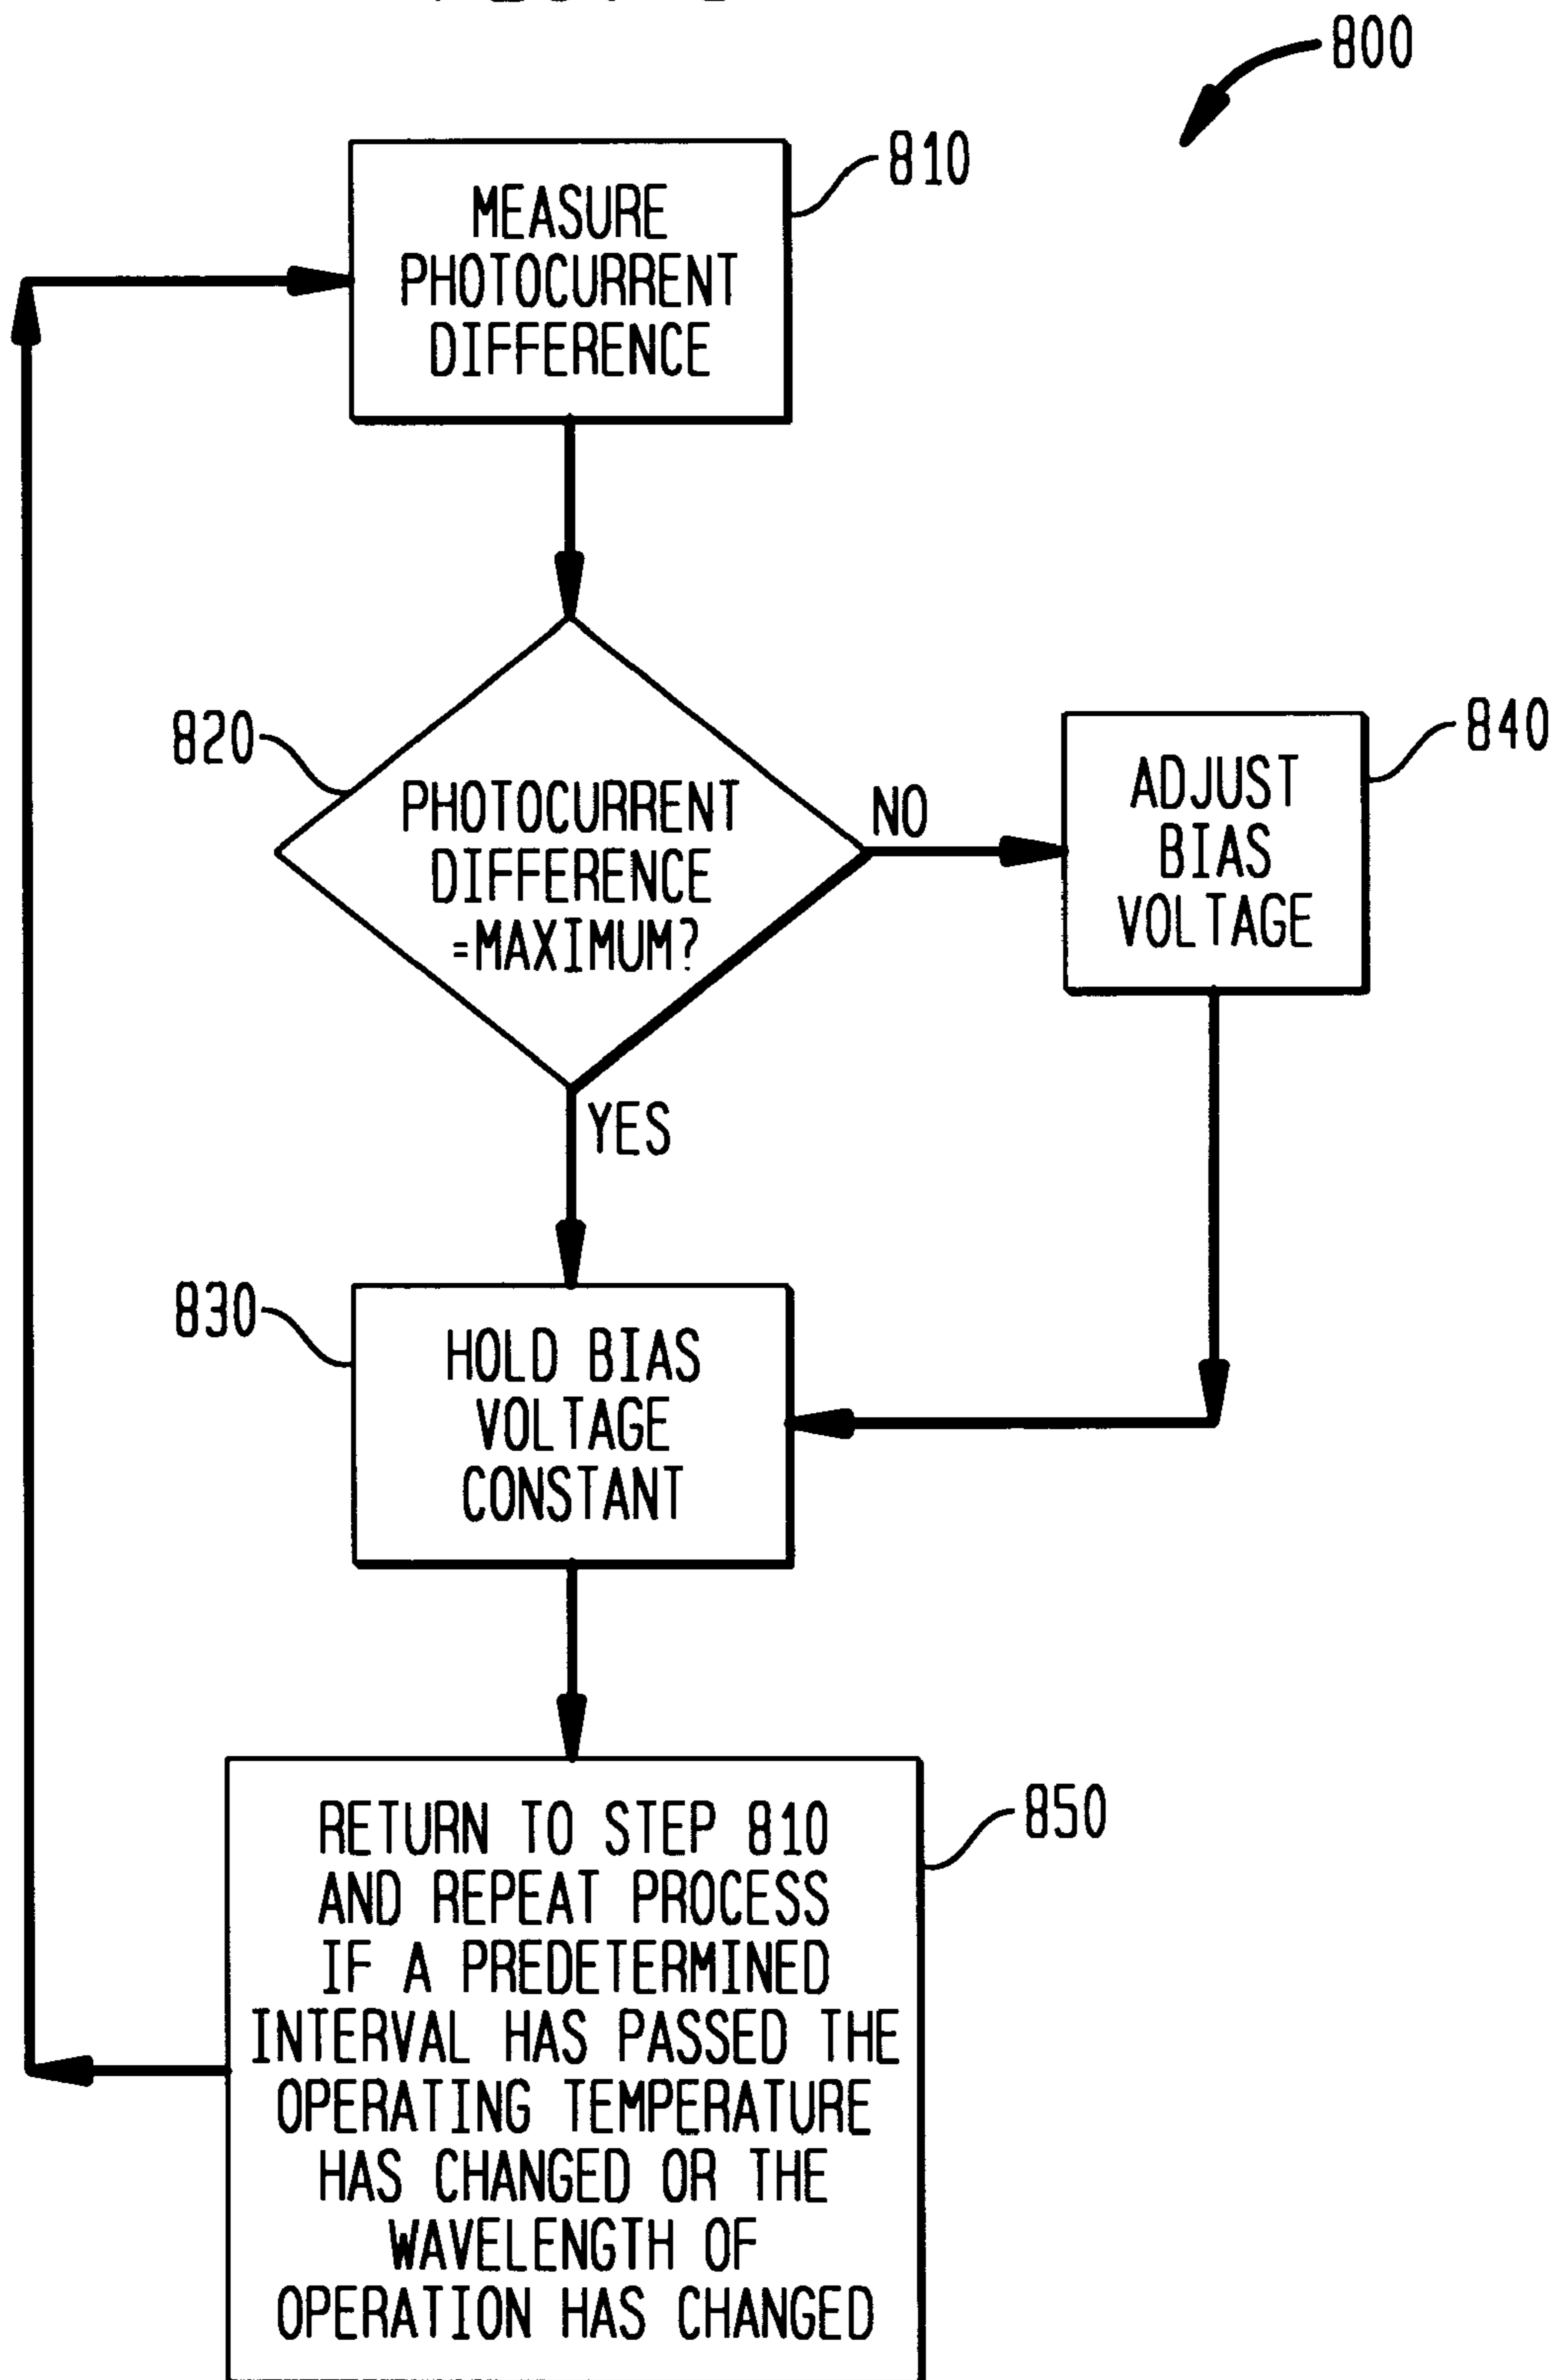 800
810
MEASURE
PHOTOCURRENT
DIFFERENCE
820
PHOTOCURRENT
DIFFERENCE
=MAXIMUM?
NO
840
ADJUST
BIAS
VOLTAGE
YES
830
HOLD BIAS
VOLTAGE
CONSTANT
850
RETURN TO STEP 810
AND REPEAT PROCESS
IF A PREDETERMINED
INTERVAL HAS PASSED THE
OPERATING TEMPERATURE
HAS CHANGED OR THE
WAVELENGTH OF
OPERATION HAS CHANGED